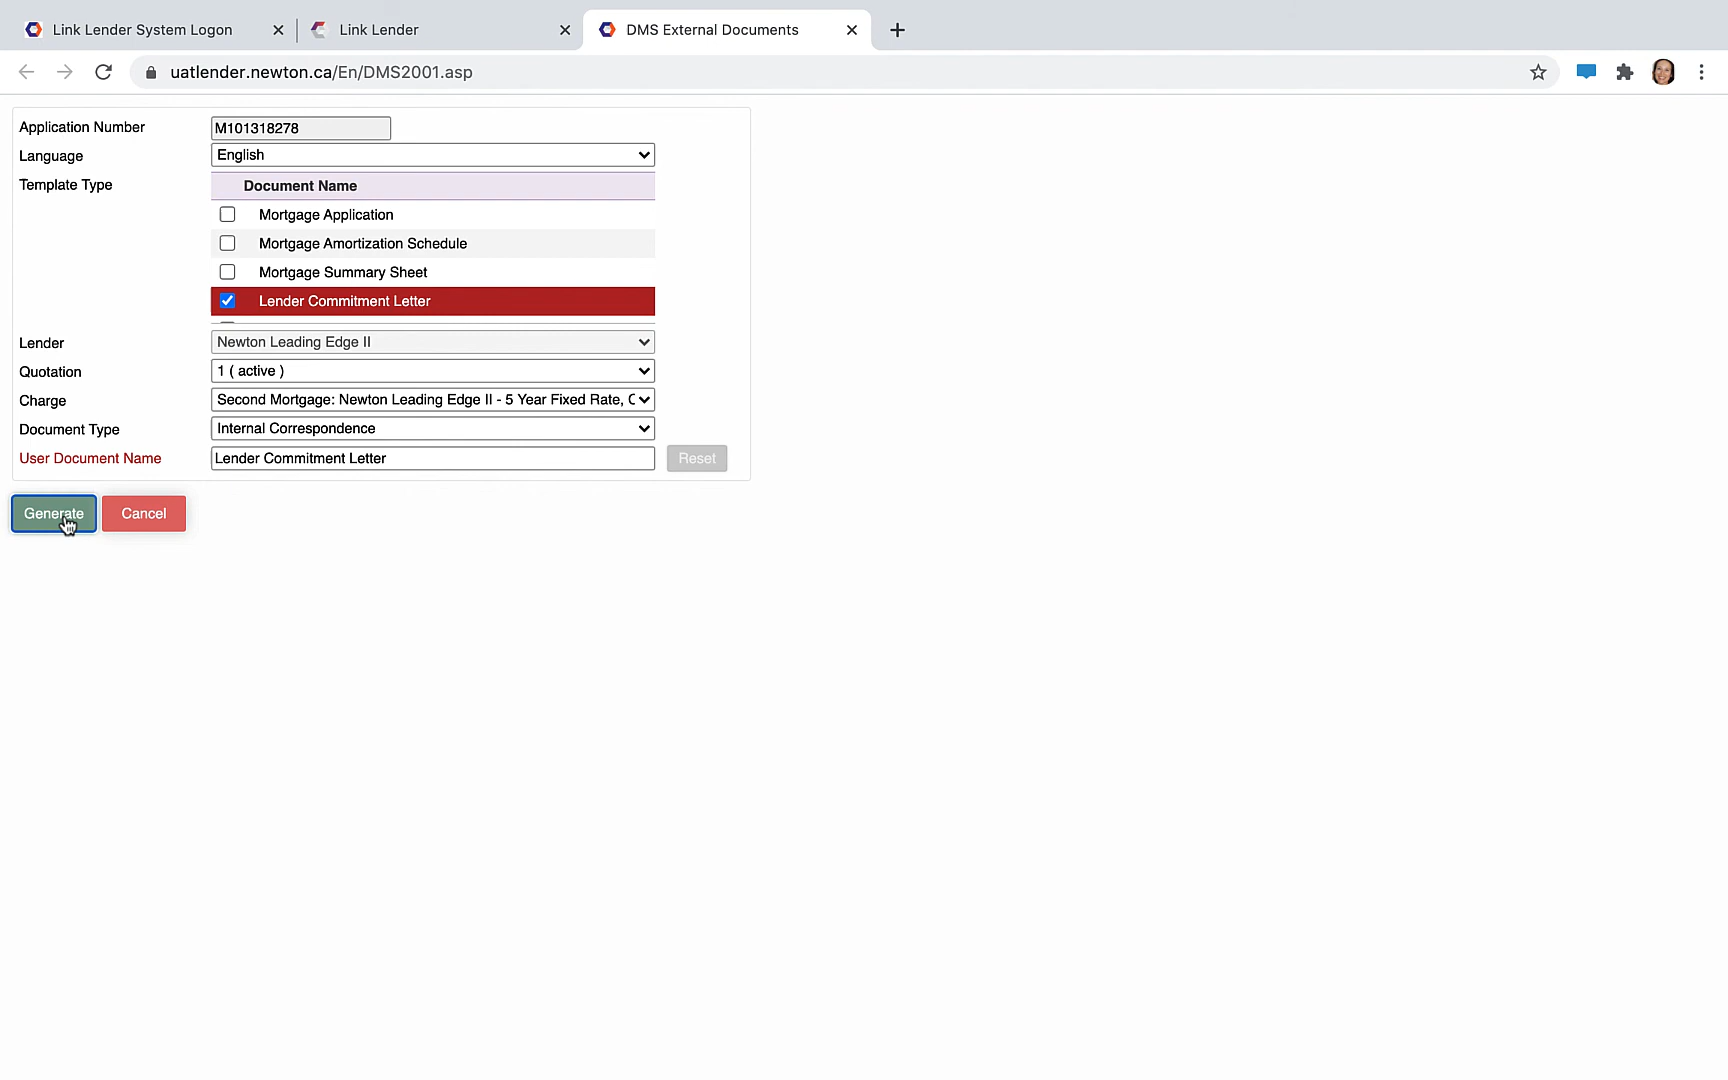 Link Lender System Logon
Link Lender
DMS External Documents
uatlender.newton.ca/En/DMS2001.asp
Application Number
M101318278
Language
English
Template Type
Document Name
Mortgage Application
Mortgage Amortization Schedule
Mortgage Summary Sheet
Lender Commitment Letter
Lender
Newton Leading Edge II
Quotation
1 ( active )
Charge
Second Mortgage: Newton Leading Edge II - 5 Year Fixed Rate, C
Document Type
Internal Correspondence
User Document Name
Lender Commitment Letter
Reset
Generate
Cancel